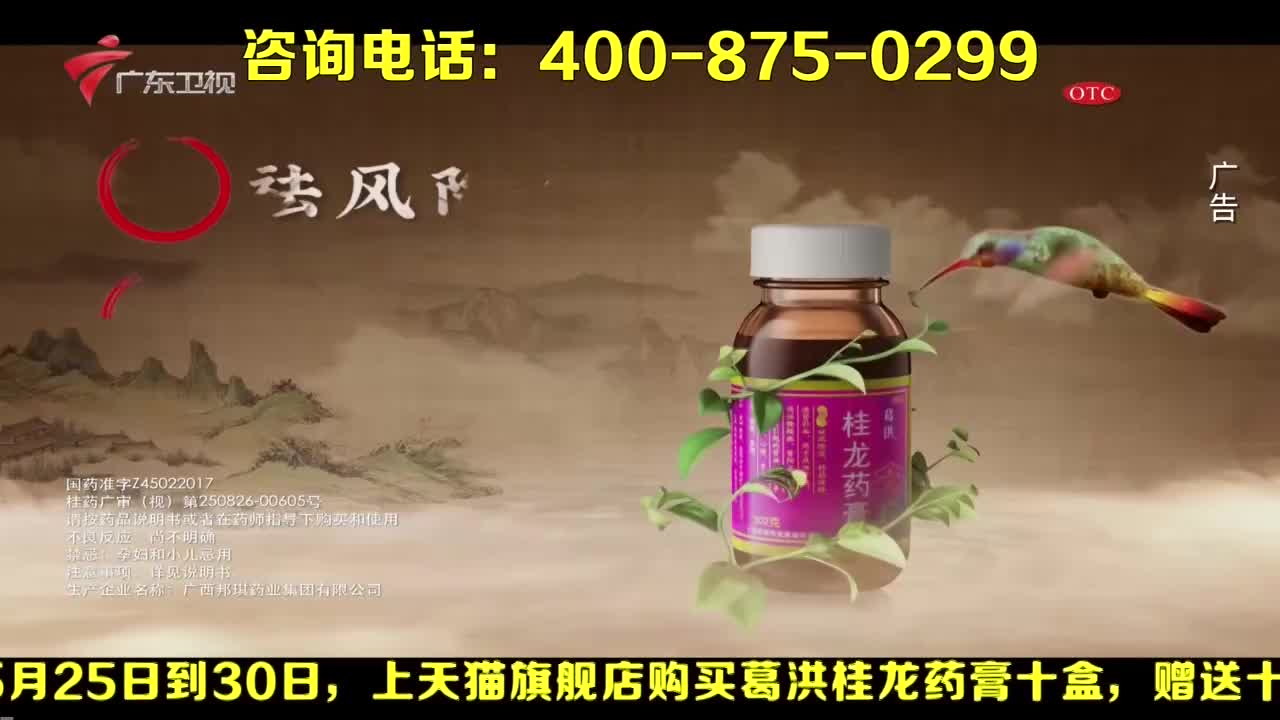 咨询电话：400-875-0299
广东卫视
OTC
广告
祛风
葛洪
桂龙药膏
202克
国药准字Z45022017
桂药广审（视）第250826-00605号
请按药品说明书或者在药师指导下购买和使用
不良反应：尚不明确
禁忌：孕妇和小儿忌用
注意事项：详见说明书
生产企业名称：广西邦琪药业集团有限公司
月25日到30日，上天猫旗舰店购买葛洪桂龙药膏十盒，赠送十